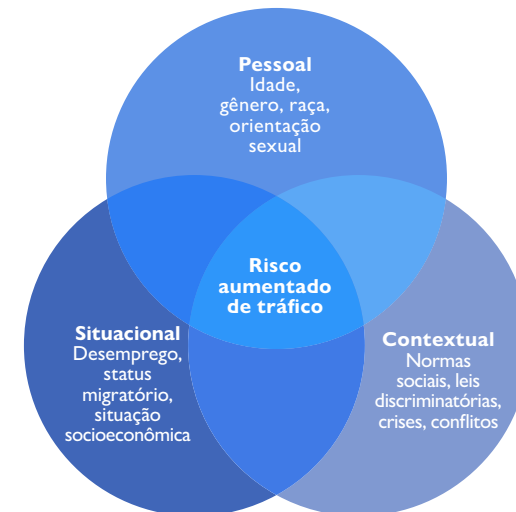 Pessoal
Idade,
gênero, raça,
orientação
sexual
Risco
aumentado
de tráfico
Situacional
Desemprego,
status
migratório,
situação
socioeconômica
Contextual
Normas
sociais, leis
discriminatórias,
crises, conflitos